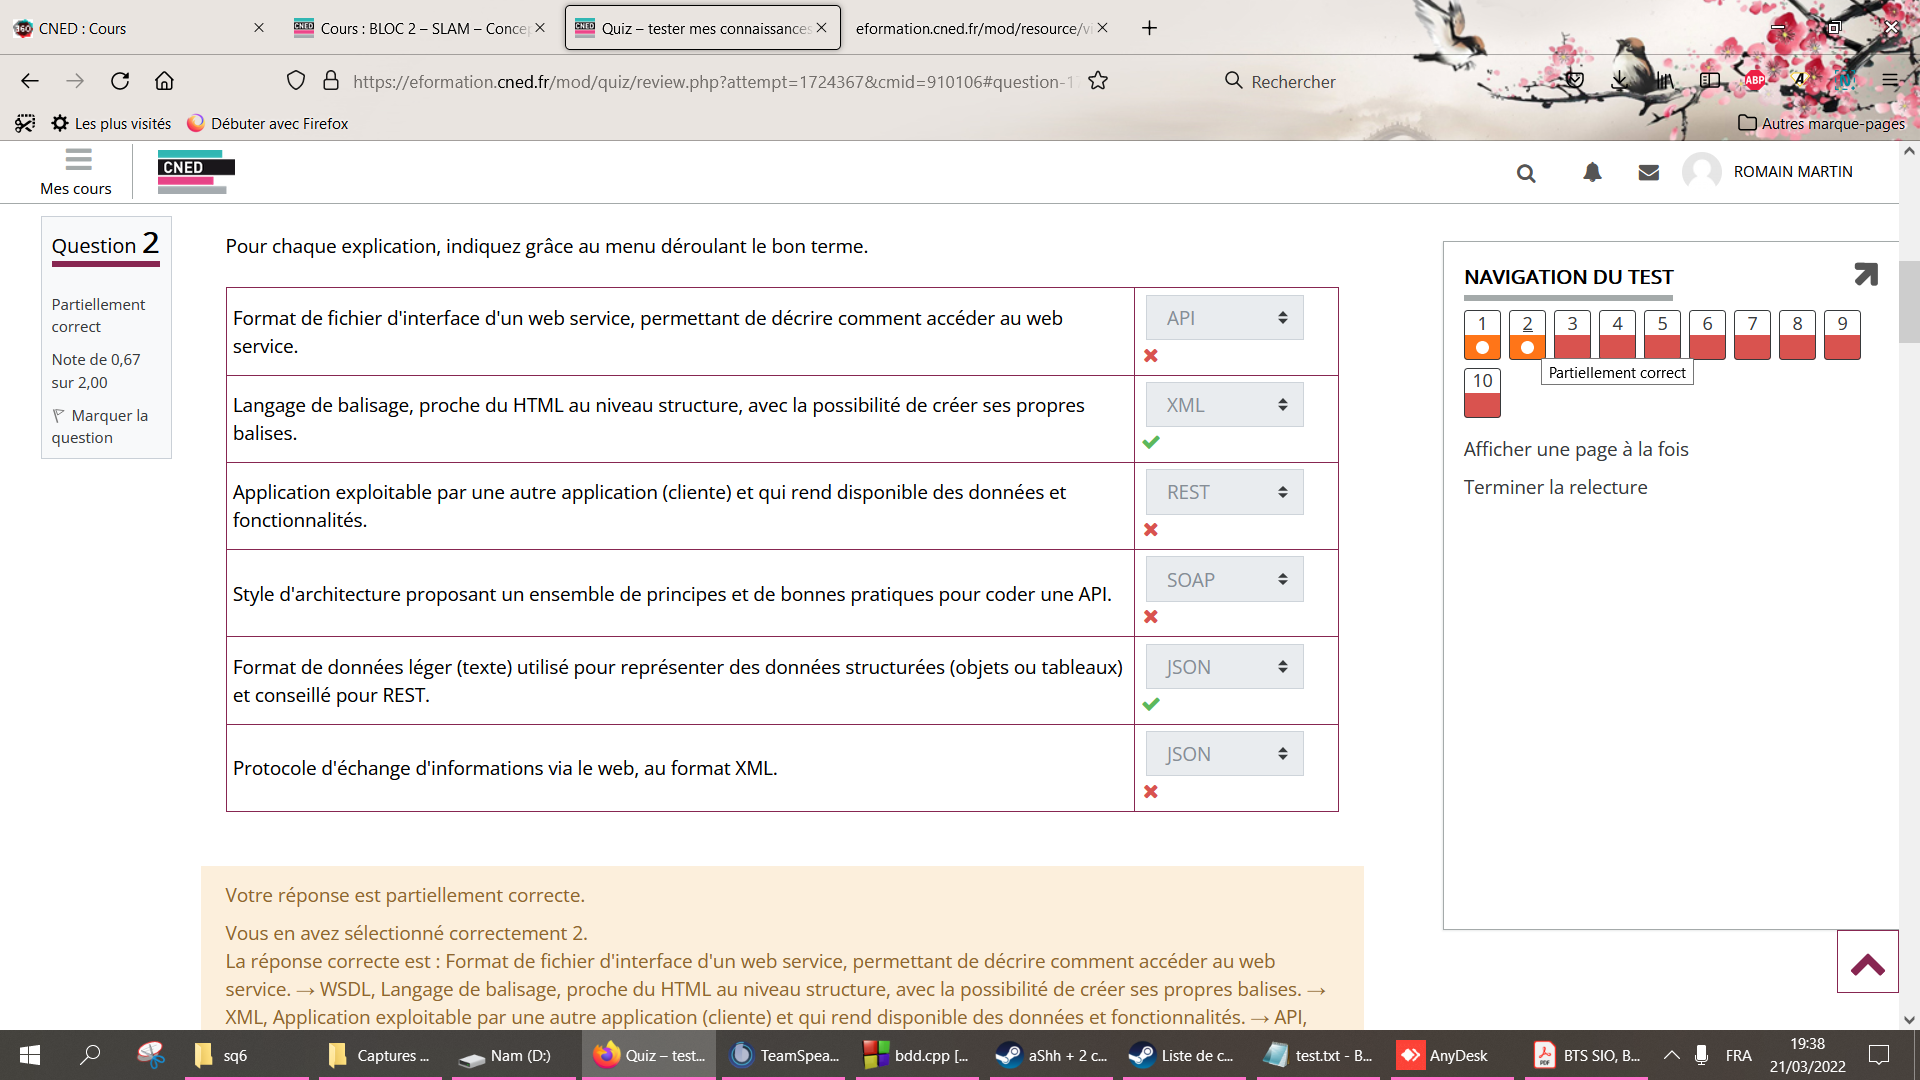 CNED : Cours
Cours : BLOC 2 – SLAM – Conce
Quiz – tester mes connaissances
eformation.cned.fr/mod/resource/v
https://eformation.cned.fr/mod/quiz/review.php?attempt=1724367&cmid=910106#question-1
Rechercher
ABP
Les plus visités
Débuter avec Firefox
Autres marque-pages
Mes cours
CNED
ROMAIN MARTIN
Question 2
Partiellement
correct
Note de 0,67
sur 2,00
Marquer la
question
Pour chaque explication, indiquez grâce au menu déroulant le bon terme.
Format de fichier d'interface d'un web service, permettant de décrire comment accéder au web
service.
API
Langage de balisage, proche du HTML au niveau structure, avec la possibilité de créer ses propres
balises.
XML
Application exploitable par une autre application (cliente) et qui rend disponible des données et
fonctionnalités.
REST
Style d'architecture proposant un ensemble de principes et de bonnes pratiques pour coder une API.
SOAP
Format de données léger (texte) utilisé pour représenter des données structurées (objets ou tableaux)
et conseillé pour REST.
JSON
Protocole d'échange d'informations via le web, au format XML.
JSON
Votre réponse est partiellement correcte.
Vous en avez sélectionné correctement 2.
La réponse correcte est : Format de fichier d'interface d'un web service, permettant de décrire comment accéder au web
service. → WSDL, Langage de balisage, proche du HTML au niveau structure, avec la possibilité de créer ses propres balises. →
XML, Application exploitable par une autre application (cliente) et qui rend disponible des données et fonctionnalités. → API,
NAVIGATION DU TEST
1 2 3 4 5 6 7 8 9
10
Partiellement correct
Afficher une page à la fois
Terminer la relecture
sq6
Captures ...
Nam (D:)
Quiz – test...
TeamSpea...
bdd.cpp [...
aShh + 2 c...
Liste de c...
test.txt - B...
AnyDesk
BTS SIO, B...
FRA
19:38
21/03/2022